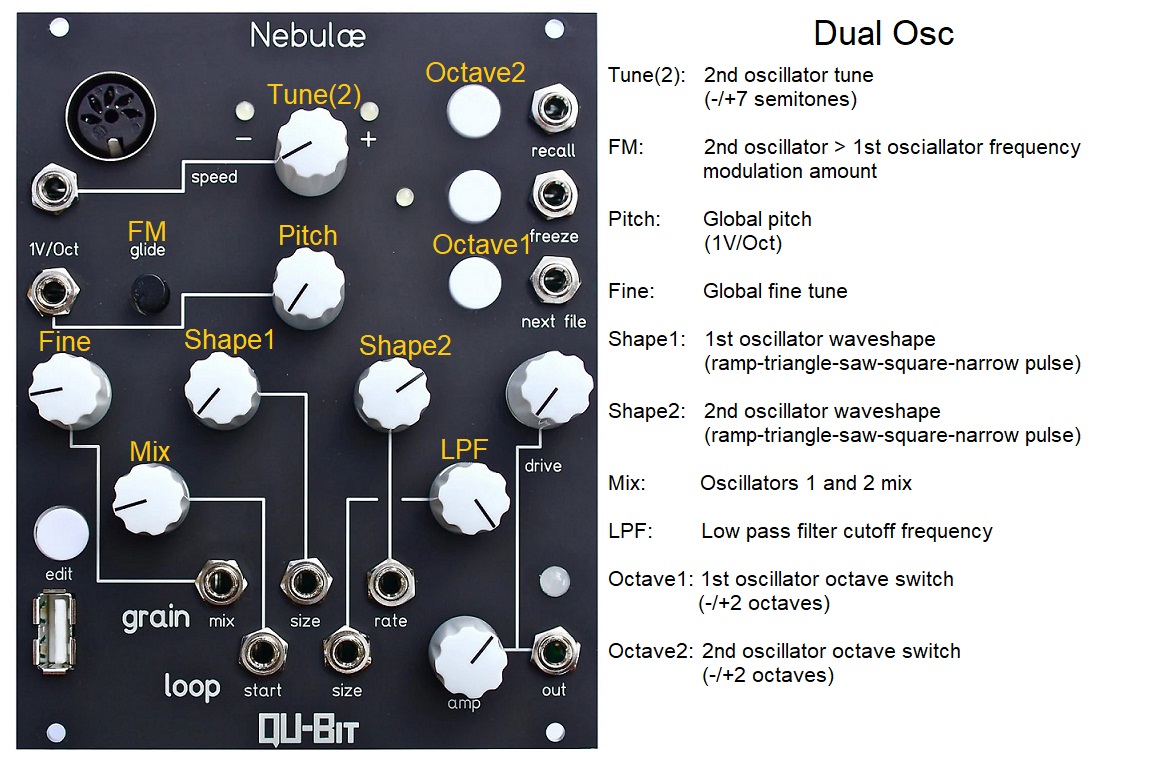 Nebulæ
Octave2
Tune(2)
- +
recall
speed
FM
Pitch
1V/Oct
glide
Octave1
freeze
next file
Fine
Shape1
Shape2
Mix
LPF
drive
edit
grain
mix
size
rate
loop
start
size
amp
out
QU-BIT
Dual Osc
Tune(2): 2nd oscillator tune
(-/+7 semitones)
FM: 2nd oscillator > 1st osciallator frequency
modulation amount
Pitch: Global pitch
(1V/Oct)
Fine: Global fine tune
Shape1: 1st oscillator waveshape
(ramp-triangle-saw-square-narrow pulse)
Shape2: 2nd oscillator waveshape
(ramp-triangle-saw-square-narrow pulse)
Mix: Oscillators 1 and 2 mix
LPF: Low pass filter cutoff frequency
Octave1: 1st oscillator octave switch
(-/+2 octaves)
Octave2: 2nd oscillator octave switch
(-/+2 octaves)